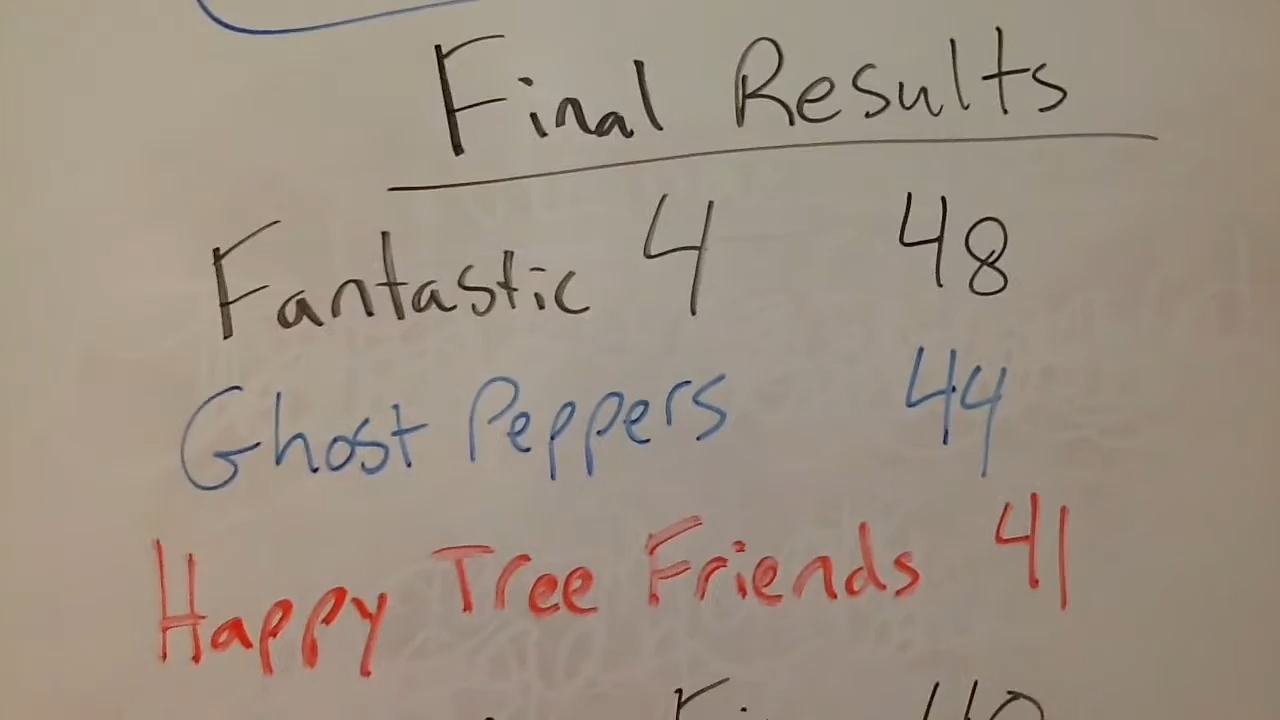 Final Results
Fantastic 4 48
Ghost Peppers 44
Happy Tree Friends 41